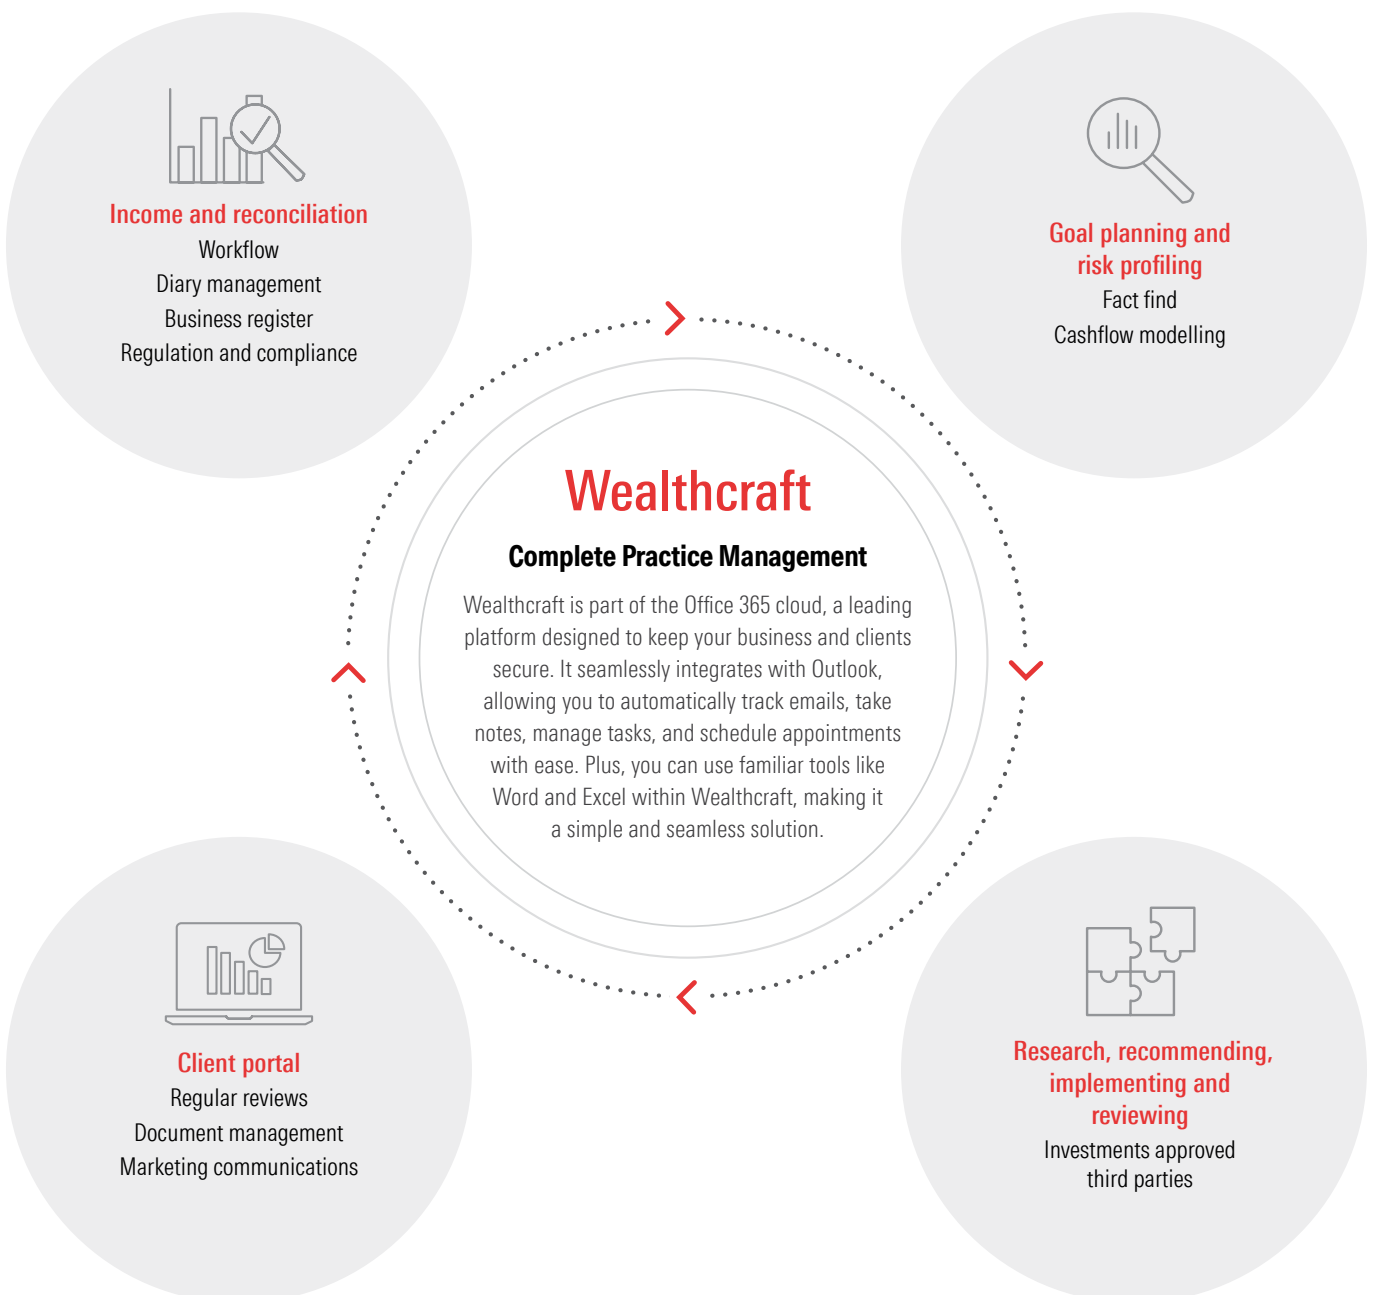 Income and reconciliation
Workflow
Diary management
Business register
Regulation and compliance
Goal planning and
risk profiling
Fact find
Cashflow modelling
Wealthcraft
Complete Practice Management
Wealthcraft is part of the Office 365 cloud, a leading
platform designed to keep your business and clients
secure. It seamlessly integrates with Outlook,
allowing you to automatically track emails, take
notes, manage tasks, and schedule appointments
with ease. Plus, you can use familiar tools like
Word and Excel within Wealthcraft, making it
a simple and seamless solution.
Client portal
Regular reviews
Document management
Marketing communications
Research, recommending,
implementing and
reviewing
Investments approved
third parties